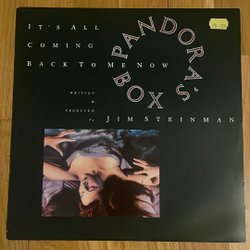 IT'S ALL
COMING
BACK TO ME NOW
PANDORA'S
BOX
WRITTEN
&
PRODUCED
BY
JIM STEINMAN